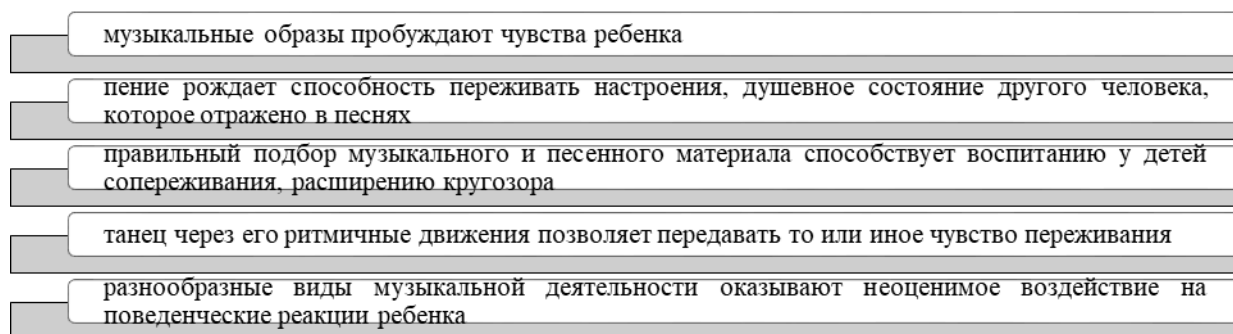 музыкальные образы пробуждают чувства ребенка
пение рождает способность переживать настроения, душевное состояние другого человека,
которое отражено в песнях
правильный подбор музыкального и песенного материала способствует воспитанию у детей
сопереживания, расширению кругозора
танец через его ритмичные движения позволяет передавать то или иное чувство переживания
разнообразные виды музыкальной деятельности оказывают неоценимое воздействие на
поведенческие реакции ребенка